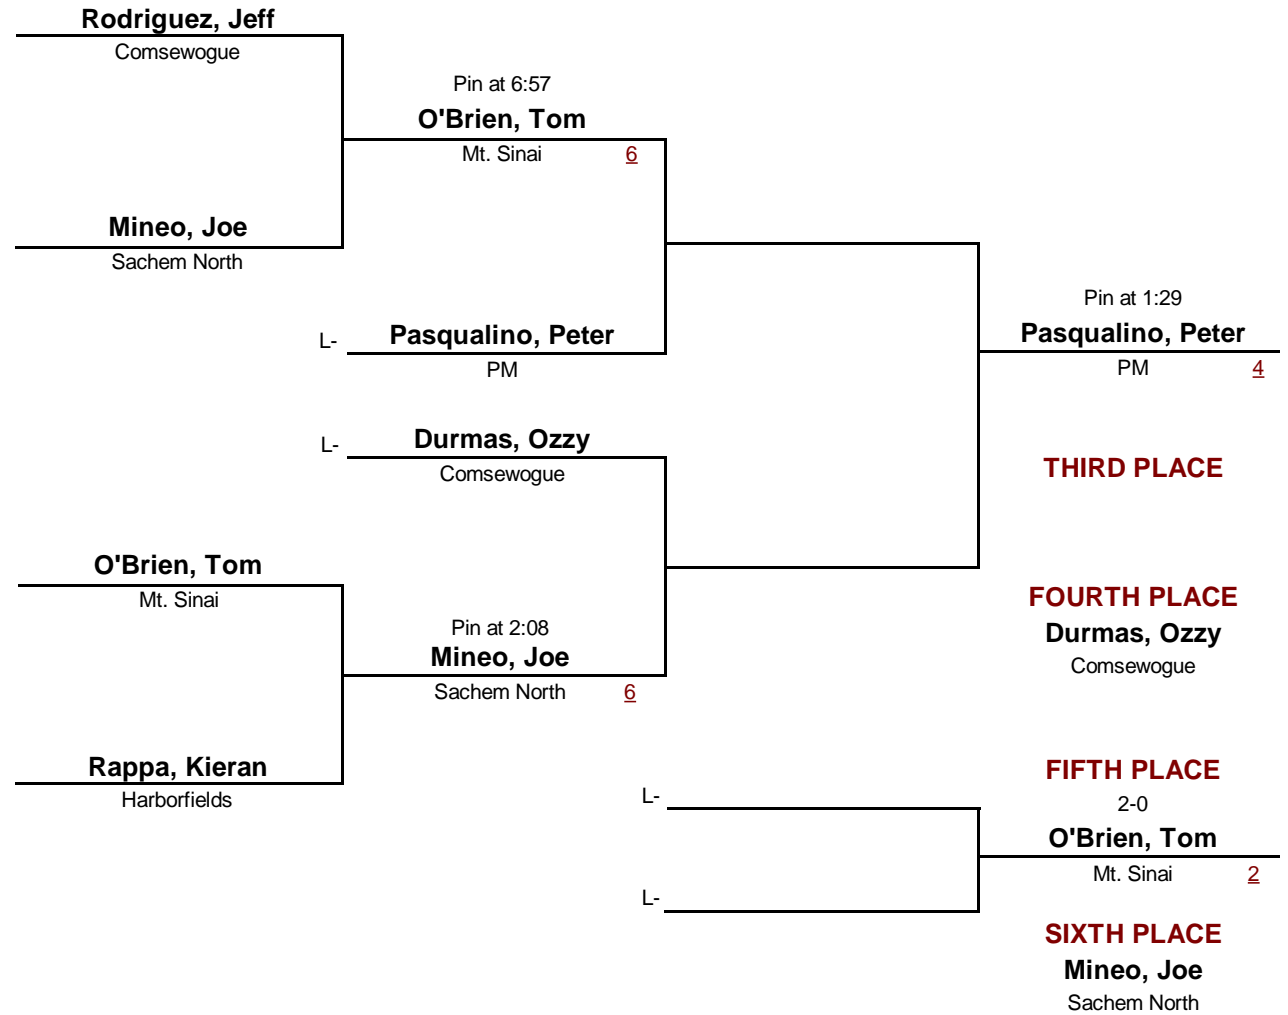 Rodriguez, Jeff
Comsewogue
Pin at 6:57
O'Brien, Tom
Mt. Sinai 6
Mineo, Joe
Sachem North
Pin at 1:29
L- Pasqualino, Peter
PM
Pasqualino, Peter
PM 4
L- Durmas, Ozzy
Comsewogue
THIRD PLACE
O'Brien, Tom
Mt. Sinai
FOURTH PLACE
Durmas, Ozzy
Comsewogue
Pin at 2:08
Mineo, Joe
Sachem North 6
Rappa, Kieran
Harborfields
FIFTH PLACE
L-
2-0
O'Brien, Tom
Mt. Sinai 2
L-
SIXTH PLACE
Mineo, Joe
Sachem North